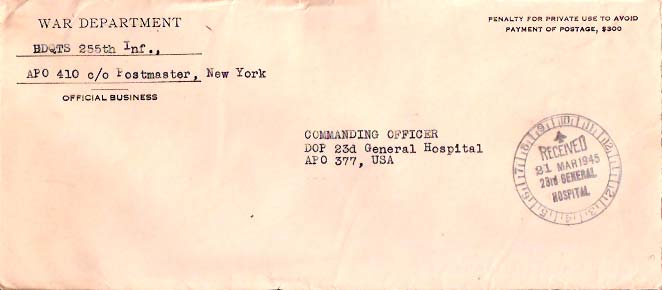 WAR DEPARTMENT
BDQTS 255th Inf.,
APO 410 c/o Postmaster, New York
OFFICIAL BUSINESS
PENALTY FOR PRIVATE USE TO AVOID
PAYMENT OF POSTAGE, $300
COMMANDING OFFICER
DOP 23d General Hospital
APO 377, USA
RECEIVED
21 MAR 1945
23rd GENERAL
HOSPITAL